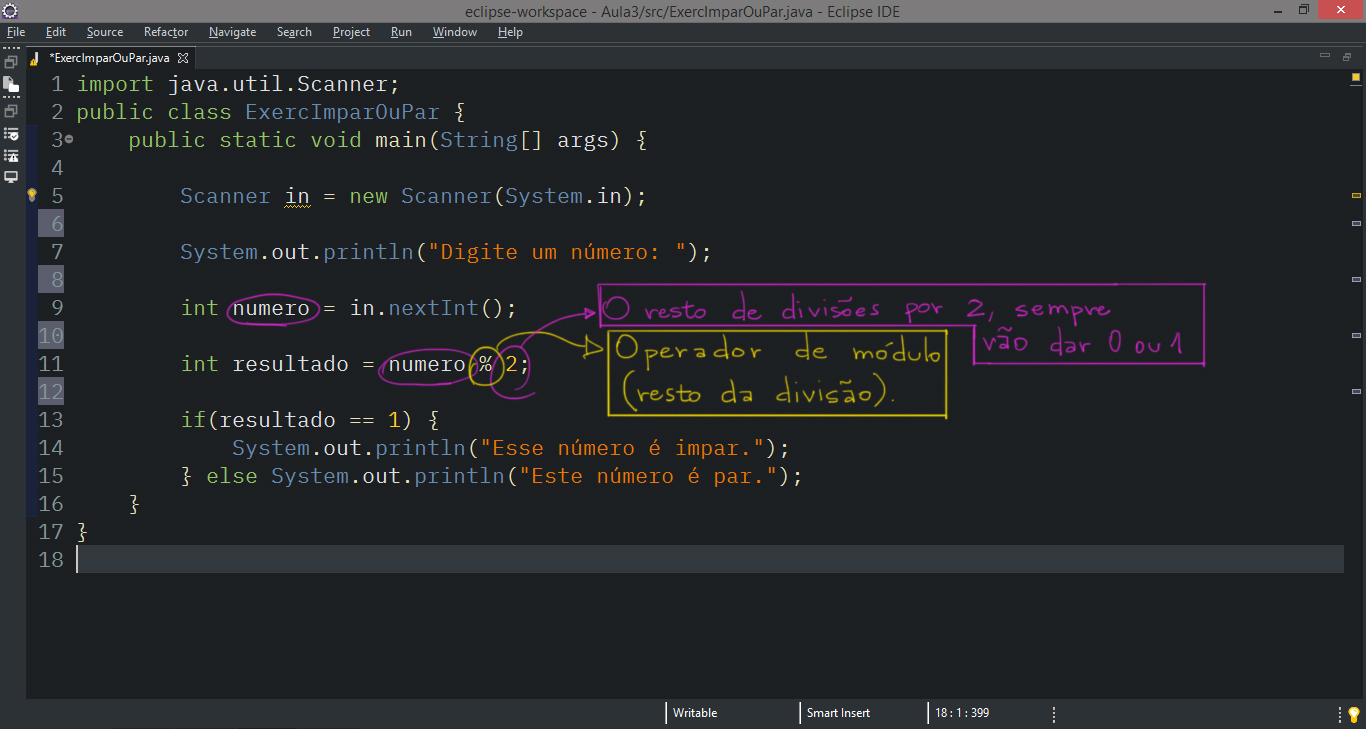 eclipse-workspace - Aula3/src/ExercImparOuPar.java - Eclipse IDE
File Edit Source Refactor Navigate Search Project Run Window Help
*ExercImparOuPar.java
1 import java.util.Scanner;
2 public class ExercImparOuPar {
3 public static void main(String[] args) {
4
5 Scanner in = new Scanner(System.in);
6
7 System.out.println("Digite um número: ");
8
9 int numero = in.nextInt();
O resto de divisões por 2, sempre
vão dar 0 ou 1
10
11 int resultado = numero % 2;
Operador de módulo
(resto da divisão).
12
13 if(resultado == 1) {
14 System.out.println("Esse número é impar.");
15 } else System.out.println("Este número é par.");
16 }
17 }
18
Writable Smart Insert 18 : 1 : 399